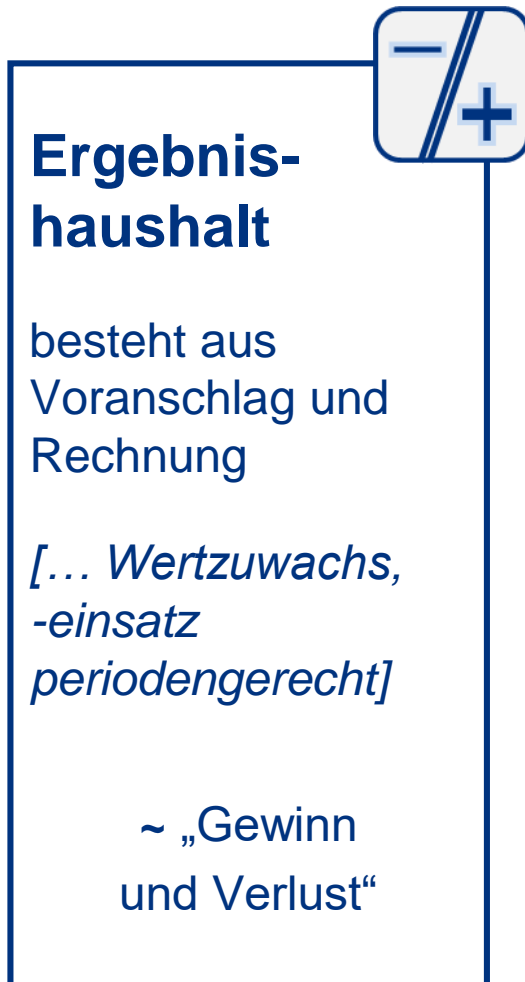 Ergebnis-
haushalt
besteht aus
Voranschlag und
Rechnung
[… Wertzuwachs,
-einsatz
periodengerecht]
~ „Gewinn
und Verlust“